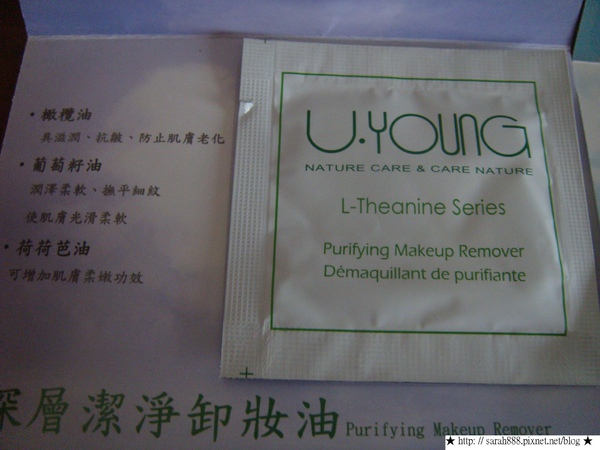 ・橄欖油
具滋潤、抗皺、防止肌膚老化
・葡萄籽油
潤澤柔軟、撫平細紋
使肌膚光滑柔軟
・荷荷芭油
可增加肌膚柔嫩功效
U·YOUNG
NATURE CARE & CARE NATURE
L-Theanine Series
Purifying Makeup Remover
Démaquillant de purifiante
深層潔淨卸妝油 Purifying Makeup Remover
★ http://sarah888.pixnet.net/blog ★